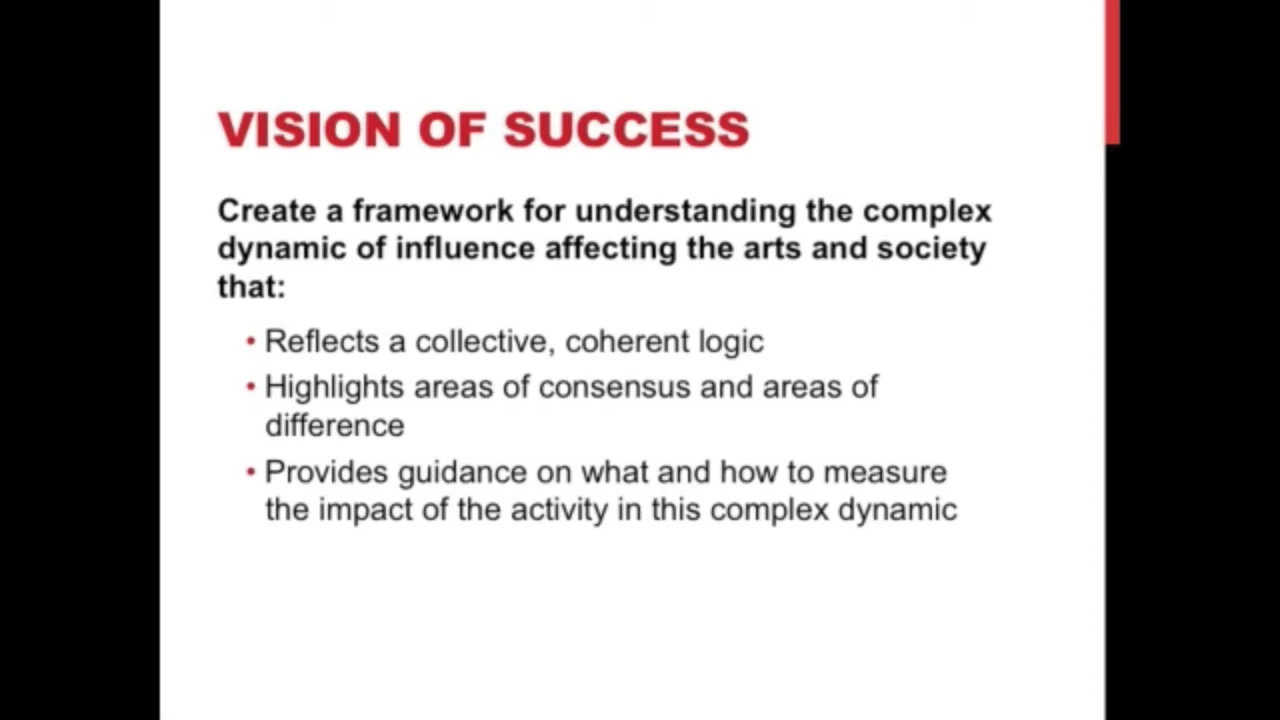 VISION OF SUCCESS
Create a framework for understanding the complex
dynamic of influence affecting the arts and society
that:
• Reflects a collective, coherent logic
• Highlights areas of consensus and areas of
difference
• Provides guidance on what and how to measure
the impact of the activity in this complex dynamic